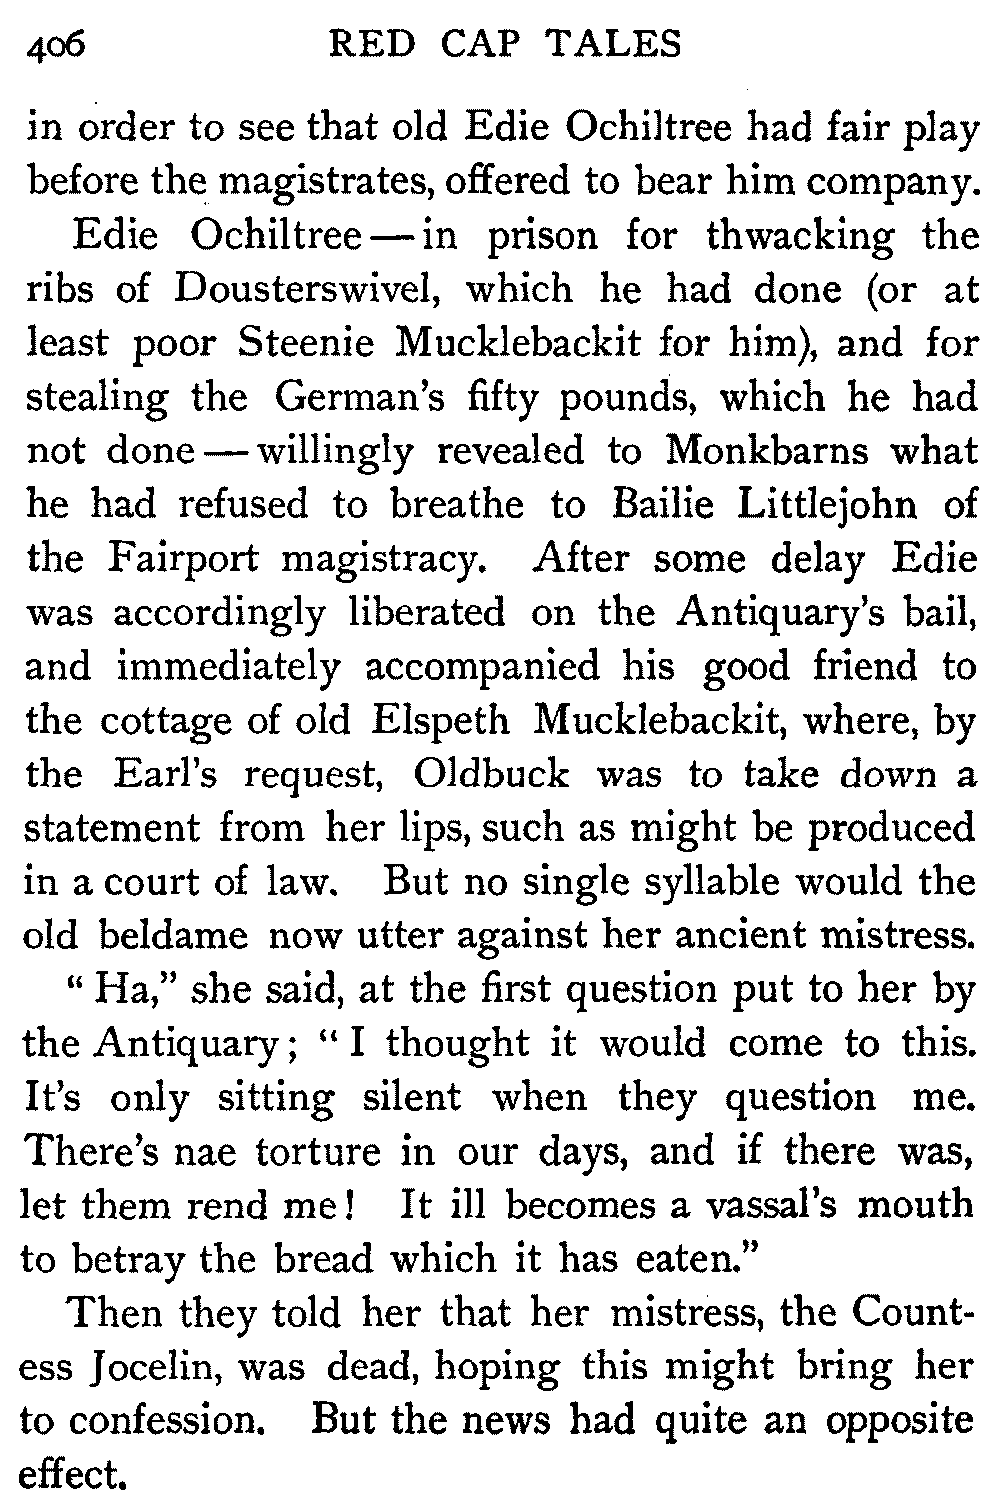 406 RED CAP TALES
in order to see that old Edie Ochiltree had fair play
before the magistrates, offered to bear him company.
Edie Ochiltree — in prison for thwacking the
ribs of Dousterswivel, which he had done (or at
least poor Steenie Mucklebackit for him), and for
stealing the German's fifty pounds, which he had
not done — willingly revealed to Monkbarns what
he had refused to breathe to Bailie Littlejohn of
the Fairport magistracy. After some delay Edie
was accordingly liberated on the Antiquary's bail,
and immediately accompanied his good friend to
the cottage of old Elspeth Mucklebackit, where, by
the Earl's request, Oldbuck was to take down a
statement from her lips, such as might be produced
in a court of law. But no single syllable would the
old beldame now utter against her ancient mistress.
"Ha," she said, at the first question put to her by
the Antiquary; "I thought it would come to this.
It's only sitting silent when they question me.
There's nae torture in our days, and if there was,
let them rend me! It ill becomes a vassal's mouth
to betray the bread which it has eaten."
Then they told her that her mistress, the Count-
ess Jocelin, was dead, hoping this might bring her
to confession. But the news had quite an opposite
effect.